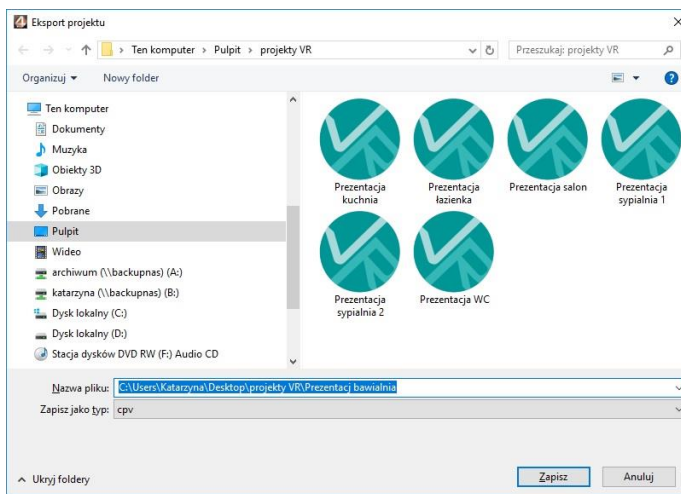 Eksport projektu
Ten komputer > Pulpit > projekty VR
Przeszukaj: projekty VR
Organizuj
Nowy folder
Ten komputer
Dokumenty
Muzyka
Obiekty 3D
Obrazy
Pobrane
Pulpit
Wideo
archiwum (\\backupnas) (A:)
katarzyna (\\backupnas) (B:)
Dysk lokalny (C:)
Dysk lokalny (D:)
Stacja dysków DVD RW (F:) Audio CD
Prezentacja kuchnia
Prezentacja łazienka
Prezentacja salon
Prezentacja sypialnia 1
Prezentacja sypialnia 2
Prezentacja WC
Nazwa pliku: C:\Users\Katarzyna\Desktop\projekty VR\Prezentacj bawialnia
Zapisz jako typ: cpv
Ukryj foldery
Zapisz
Anuluj